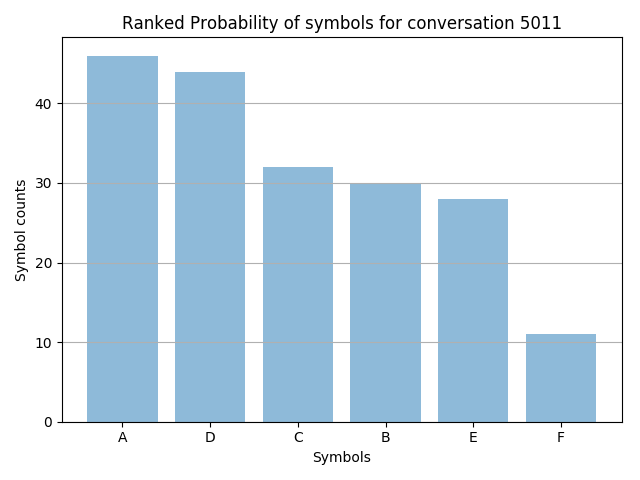 Ranked Probability of symbols for conversation 5011
Symbol counts
40
30
20
10
0
A D C B E F
Symbols